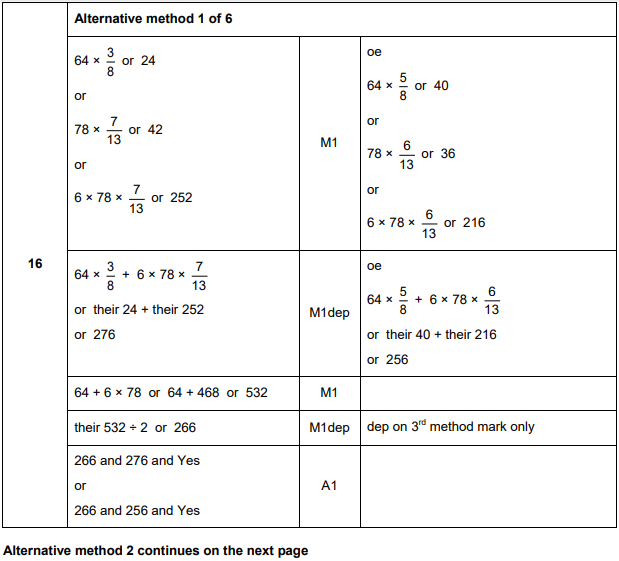 Alternative method 1 of 6
16
64 × 3/8 or 24
or
78 × 7/13 or 42
or
6 × 78 × 7/13 or 252
M1
oe
64 × 5/8 or 40
or
78 × 6/13 or 36
or
6 × 78 × 6/13 or 216
64 × 3/8 + 6 × 78 × 7/13
or their 24 + their 252
or 276
M1dep
oe
64 × 5/8 + 6 × 78 × 6/13
or their 40 + their 216
or 256
64 + 6 × 78 or 64 + 468 or 532
M1
their 532 ÷ 2 or 266
M1dep
dep on 3rd method mark only
266 and 276 and Yes
or
266 and 256 and Yes
A1
Alternative method 2 continues on the next page